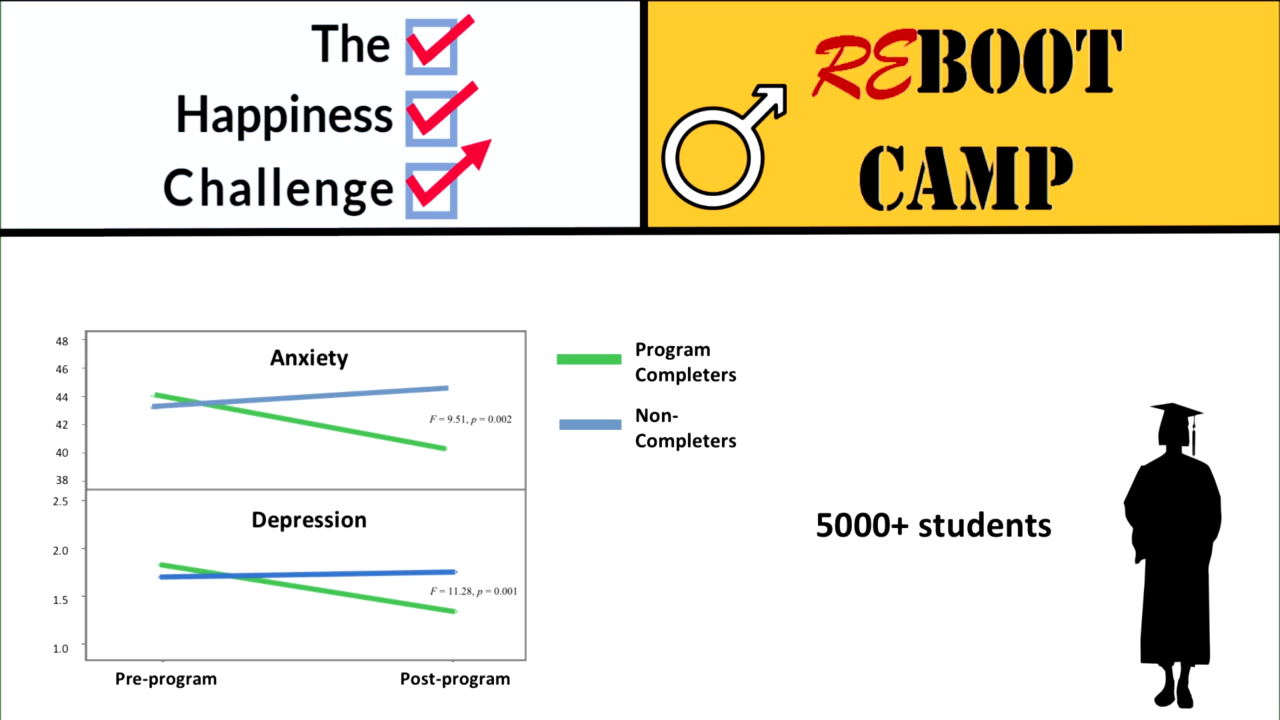 The
Happiness
Challenge
REBOOT
CAMP
48
46
44
42
40
38
Anxiety
F = 9.51, p = 0.002
2.5
2.0
1.5
1.0
Depression
F = 11.28, p = 0.001
Pre-program
Post-program
Program
Completers
Non-
Completers
5000+ students